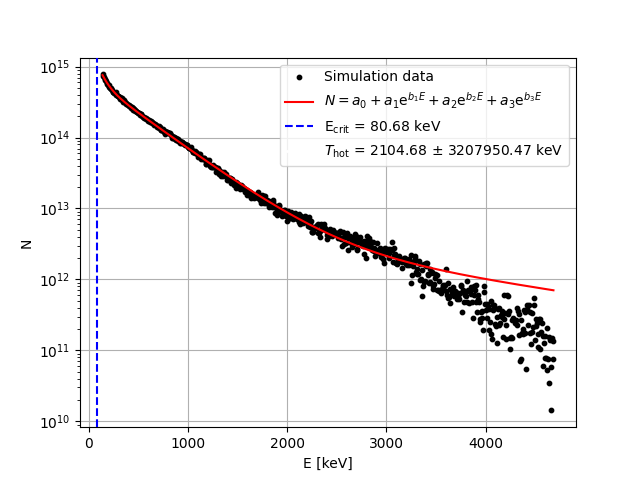 10¹⁵
10¹⁴
10¹³
10¹²
10¹¹
10¹⁰
N
0
1000
2000
3000
4000
E [keV]
Simulation data
N = a₀ + a₁e^{b₁E} + a₂e^{b₂E} + a₃e^{b₃E}
E_crit = 80.68 keV
T_hot = 2104.68 ± 3207950.47 keV